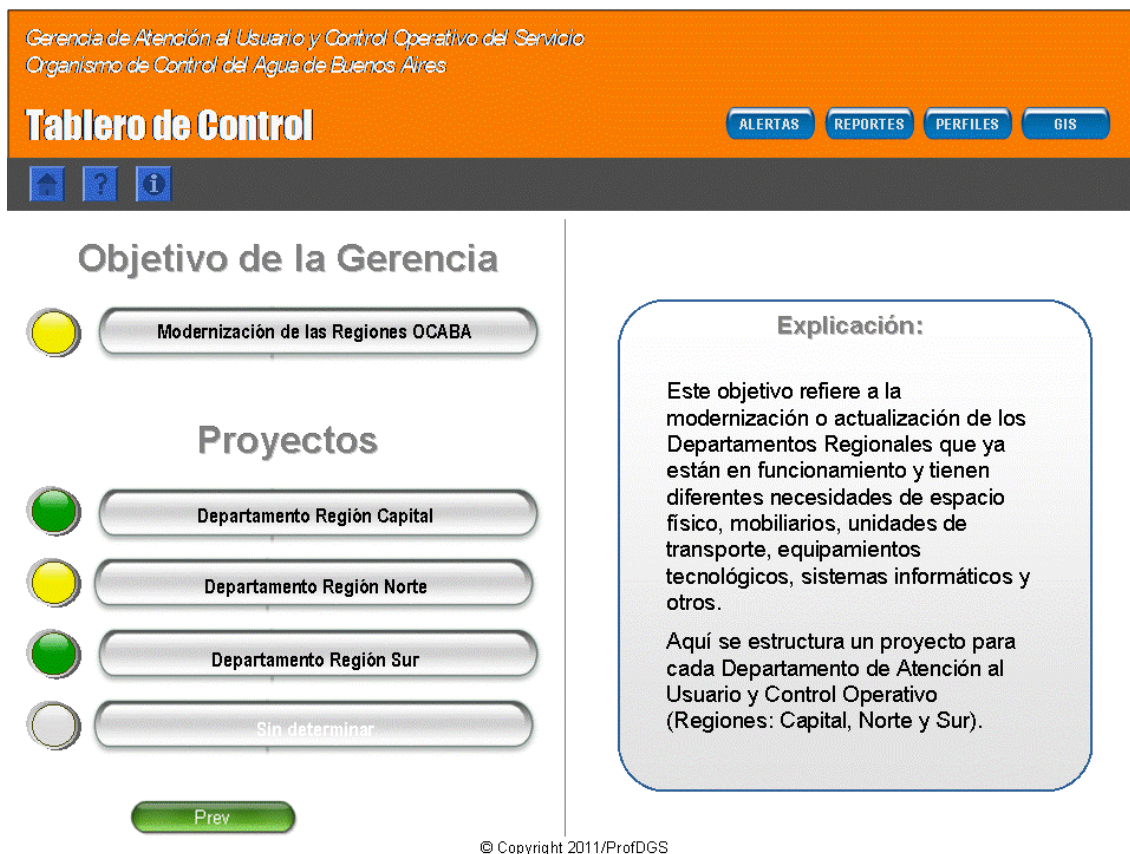 Gerencia de Atención al Usuario y Control Operativo del Servicio
Organismo de Control del Agua de Buenos Aires
Tablero de Control
ALERTAS
REPORTES
PERFILES
GIS
?
i
Objetivo de la Gerencia
Modernización de las Regiones OCABA
Proyectos
Departamento Región Capital
Departamento Región Norte
Departamento Región Sur
Sin determinar
Prev
Explicación:
Este objetivo refiere a la
modernización o actualización de los
Departamentos Regionales que ya
están en funcionamiento y tienen
diferentes necesidades de espacio
físico, mobiliarios, unidades de
transporte, equipamientos
tecnológicos, sistemas informáticos y
otros.
Aquí se estructura un proyecto para
cada Departamento de Atención al
Usuario y Control Operativo
(Regiones: Capital, Norte y Sur).
© Copyright 2011/ProfDGS